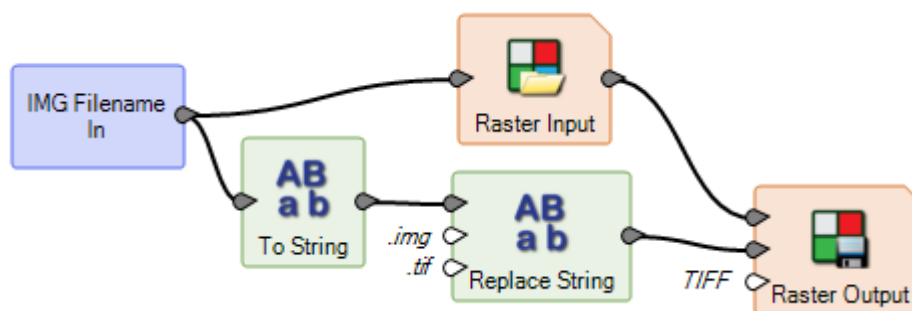 IMG Filename
In
Raster Input
AB
a b
To String
.img
.tif
AB
a b
Replace String
TIFF
Raster Output